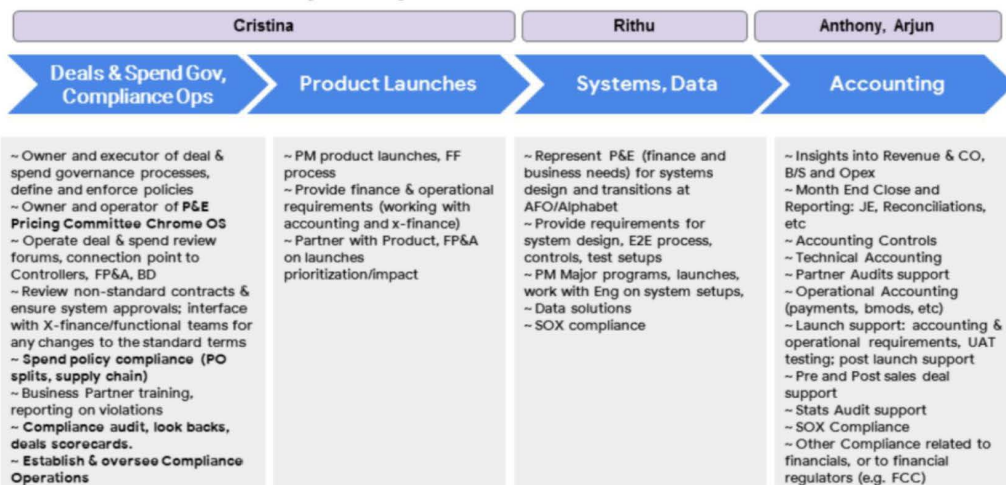 Cristina
Rithu
Anthony, Arjun
Deals & Spend Gov,
Compliance Ops
Product Launches
Systems, Data
Accounting
~ Owner and executor of deal &
spend governance processes,
define and enforce policies
~ Owner and operator of P&E
Pricing Committee Chrome OS
~ Operate deal & spend review
forums, connection point to
Controllers, FP&A, BD
~ Review non-standard contracts &
ensure system approvals; interface
with X-finance/functional teams for
any changes to the standard terms
~ Spend policy compliance (PO
splits, supply chain)
~ Business Partner training,
reporting on violations
~ Compliance audit, look backs,
deals scorecards.
~ Establish & oversee Compliance
Operations
~ PM product launches, FF
process
~ Provide finance & operational
requirements (working with
accounting and x-finance)
~ Partner with Product, FP&A
on launches
prioritization/impact
~ Represent P&E (finance and
business needs) for systems
design and transitions at
AFO/Alphabet
~ Provide requirements for
system design, E2E process,
controls, test setups
~ PM Major programs, launches,
work with Eng on system setups,
~ Data solutions
~ SOX compliance
~ Insights into Revenue & CO,
B/S and Opex
~ Month End Close and
Reporting: JE, Reconciliations,
etc
~ Accounting Controls
~ Technical Accounting
~ Partner Audits support
~ Operational Accounting
(payments, bmods, etc)
~ Launch support: accounting &
operational requirements, UAT
testing; post launch support
~ Pre and Post sales deal
support
~ Stats Audit support
~ SOX Compliance
~ Other Compliance related to
financials, or to financial
regulators (e.g. FCC)